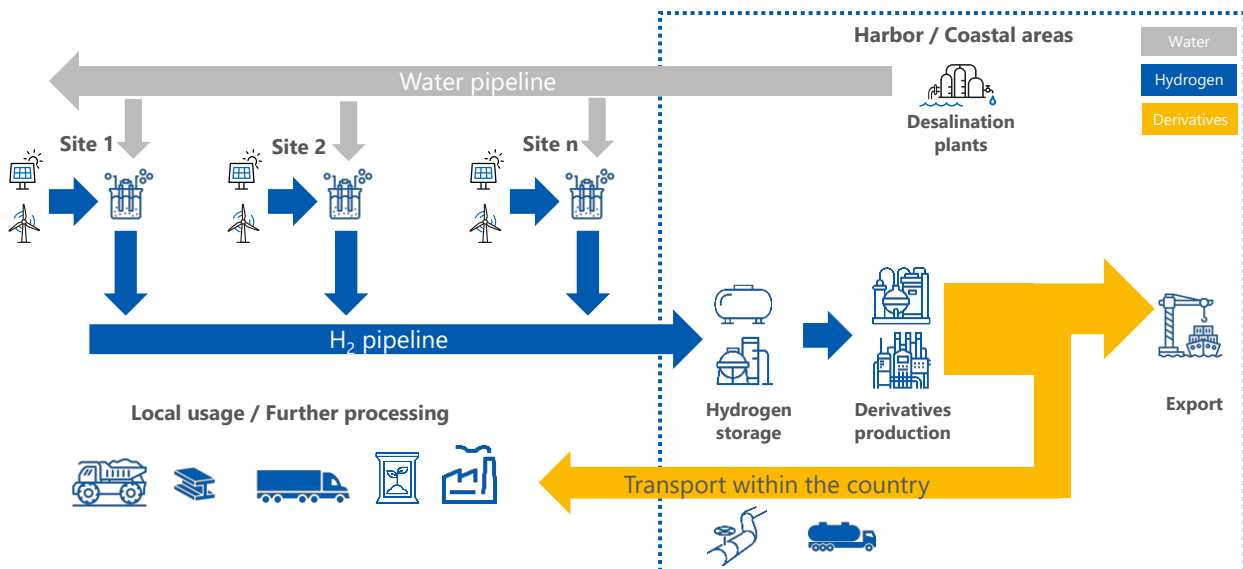 Harbor / Coastal areas
Water
Hydrogen
Derivatives
Water pipeline
Desalination
plants
Site 1
Site 2
Site n
H₂ pipeline
Hydrogen
storage
Derivatives
production
Export
Local usage / Further processing
Transport within the country